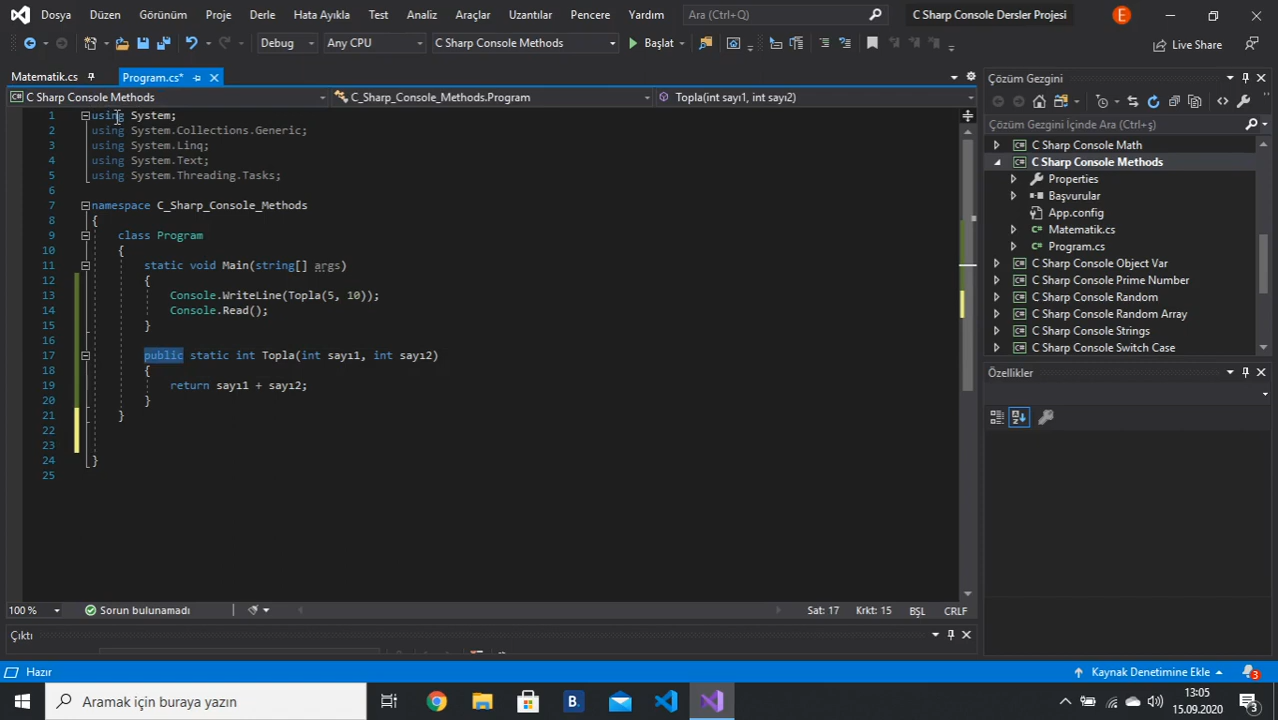 Dosya Düzen Görünüm Proje Derle Hata Ayıkla Test Analiz Araçlar Uzantılar Pencere Yardım Ara (Ctrl+Q) C Sharp Console Dersler Projesi E
Debug Any CPU C Sharp Console Methods Başlat Live Share
Matematik.cs Program.cs*
C Sharp Console Methods C_Sharp_Console_Methods.Program Topla(int sayı1, int sayı2)
1 using System;
2 using System.Collections.Generic;
3 using System.Linq;
4 using System.Text;
5 using System.Threading.Tasks;
6
7 namespace C_Sharp_Console_Methods
8 {
9 class Program
10 {
11 static void Main(string[] args)
12 {
13 Console.WriteLine(Topla(5, 10));
14 Console.Read();
15 }
16
17 public static int Topla(int sayı1, int sayı2)
18 {
19 return sayı1 + sayı2;
20 }
21 }
22
23
24 }
25
100 % Sorun bulunamadı Sat: 17 Krkt: 15 BŞL CRLF
Çıktı
Çözüm Gezgini
Çözüm Gezgini İçinde Ara (Ctrl+ş)
C Sharp Console Math
C Sharp Console Methods
Properties
Başvurular
App.config
C# Matematik.cs
C# Program.cs
C Sharp Console Object Var
C Sharp Console Prime Number
C Sharp Console Random
C Sharp Console Random Array
C Sharp Console Strings
C Sharp Console Switch Case
Özellikler
Hazır Kaynak Denetimine Ekle 3
Aramak için buraya yazın B. 13:05
15.09.2020 3